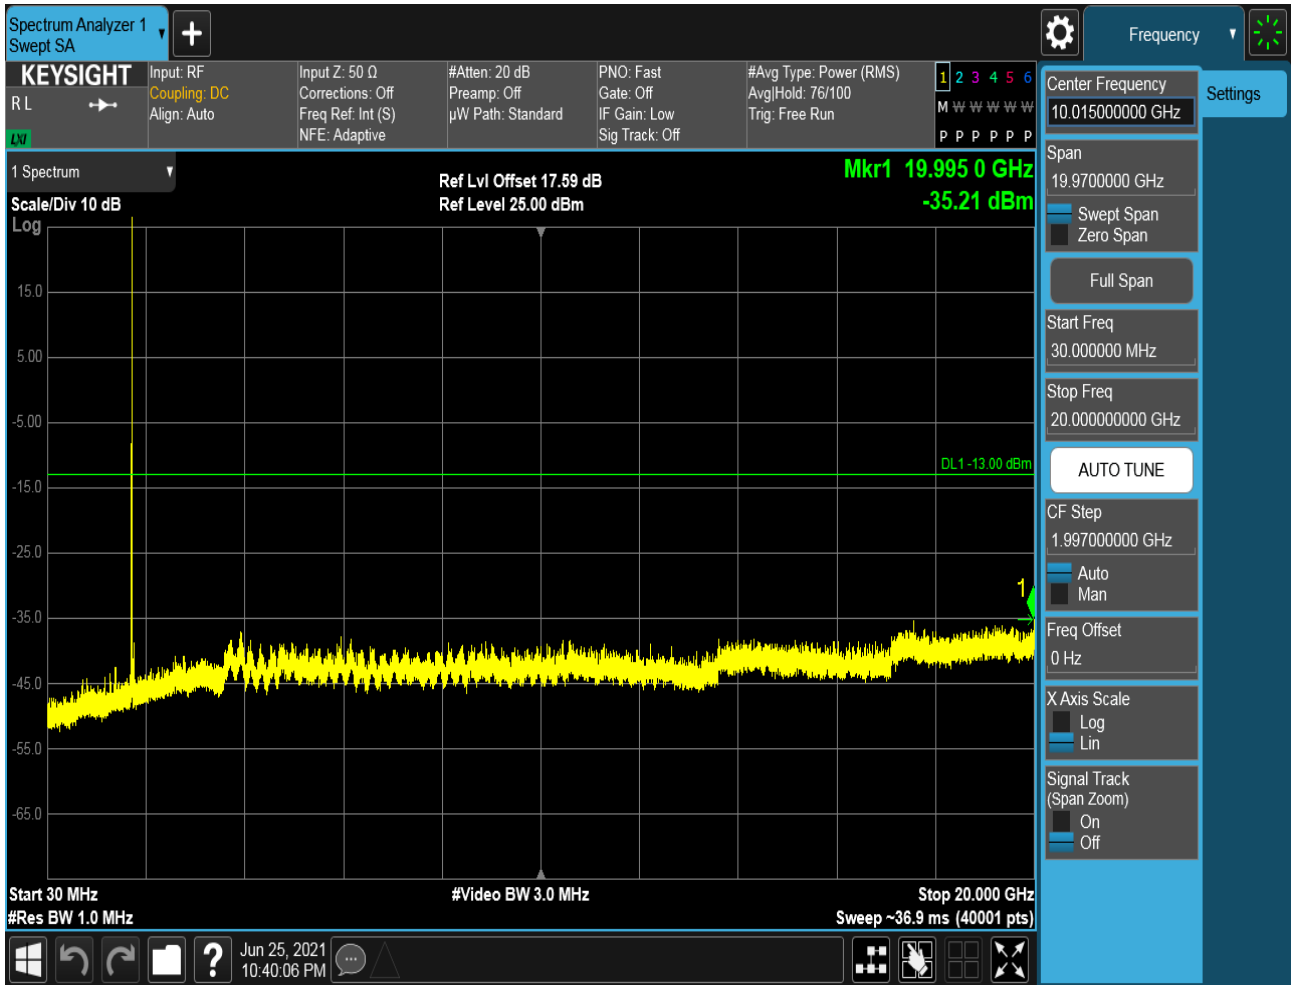 Spectrum Analyzer 1
Swept SA
Frequency
KEYSIGHT
R L
LXI
Input: RF
Coupling: DC
Align: Auto
Input Z: 50 Ω
Corrections: Off
Freq Ref: Int (S)
NFE: Adaptive
#Atten: 20 dB
Preamp: Off
µW Path: Standard
PNO: Fast
Gate: Off
IF Gain: Low
Sig Track: Off
#Avg Type: Power (RMS)
Avg|Hold: 76/100
Trig: Free Run
1 2 3 4 5 6
M W W W W W
P P P P P P
1 Spectrum
Scale/Div 10 dB
Log
Ref Lvl Offset 17.59 dB
Ref Level 25.00 dBm
Mkr1 19.995 0 GHz
-35.21 dBm
15.0
5.00
-5.00
-15.0
-25.0
-35.0
-45.0
-55.0
-65.0
DL1 -13.00 dBm
1
Start 30 MHz
#Res BW 1.0 MHz
#Video BW 3.0 MHz
Stop 20.000 GHz
Sweep ~36.9 ms (40001 pts)
Jun 25, 2021
10:40:06 PM
Center Frequency
10.015000000 GHz
Settings
Span
19.9700000 GHz
Swept Span
Zero Span
Full Span
Start Freq
30.000000 MHz
Stop Freq
20.000000000 GHz
AUTO TUNE
CF Step
1.997000000 GHz
Auto
Man
Freq Offset
0 Hz
X Axis Scale
Log
Lin
Signal Track
(Span Zoom)
On
Off